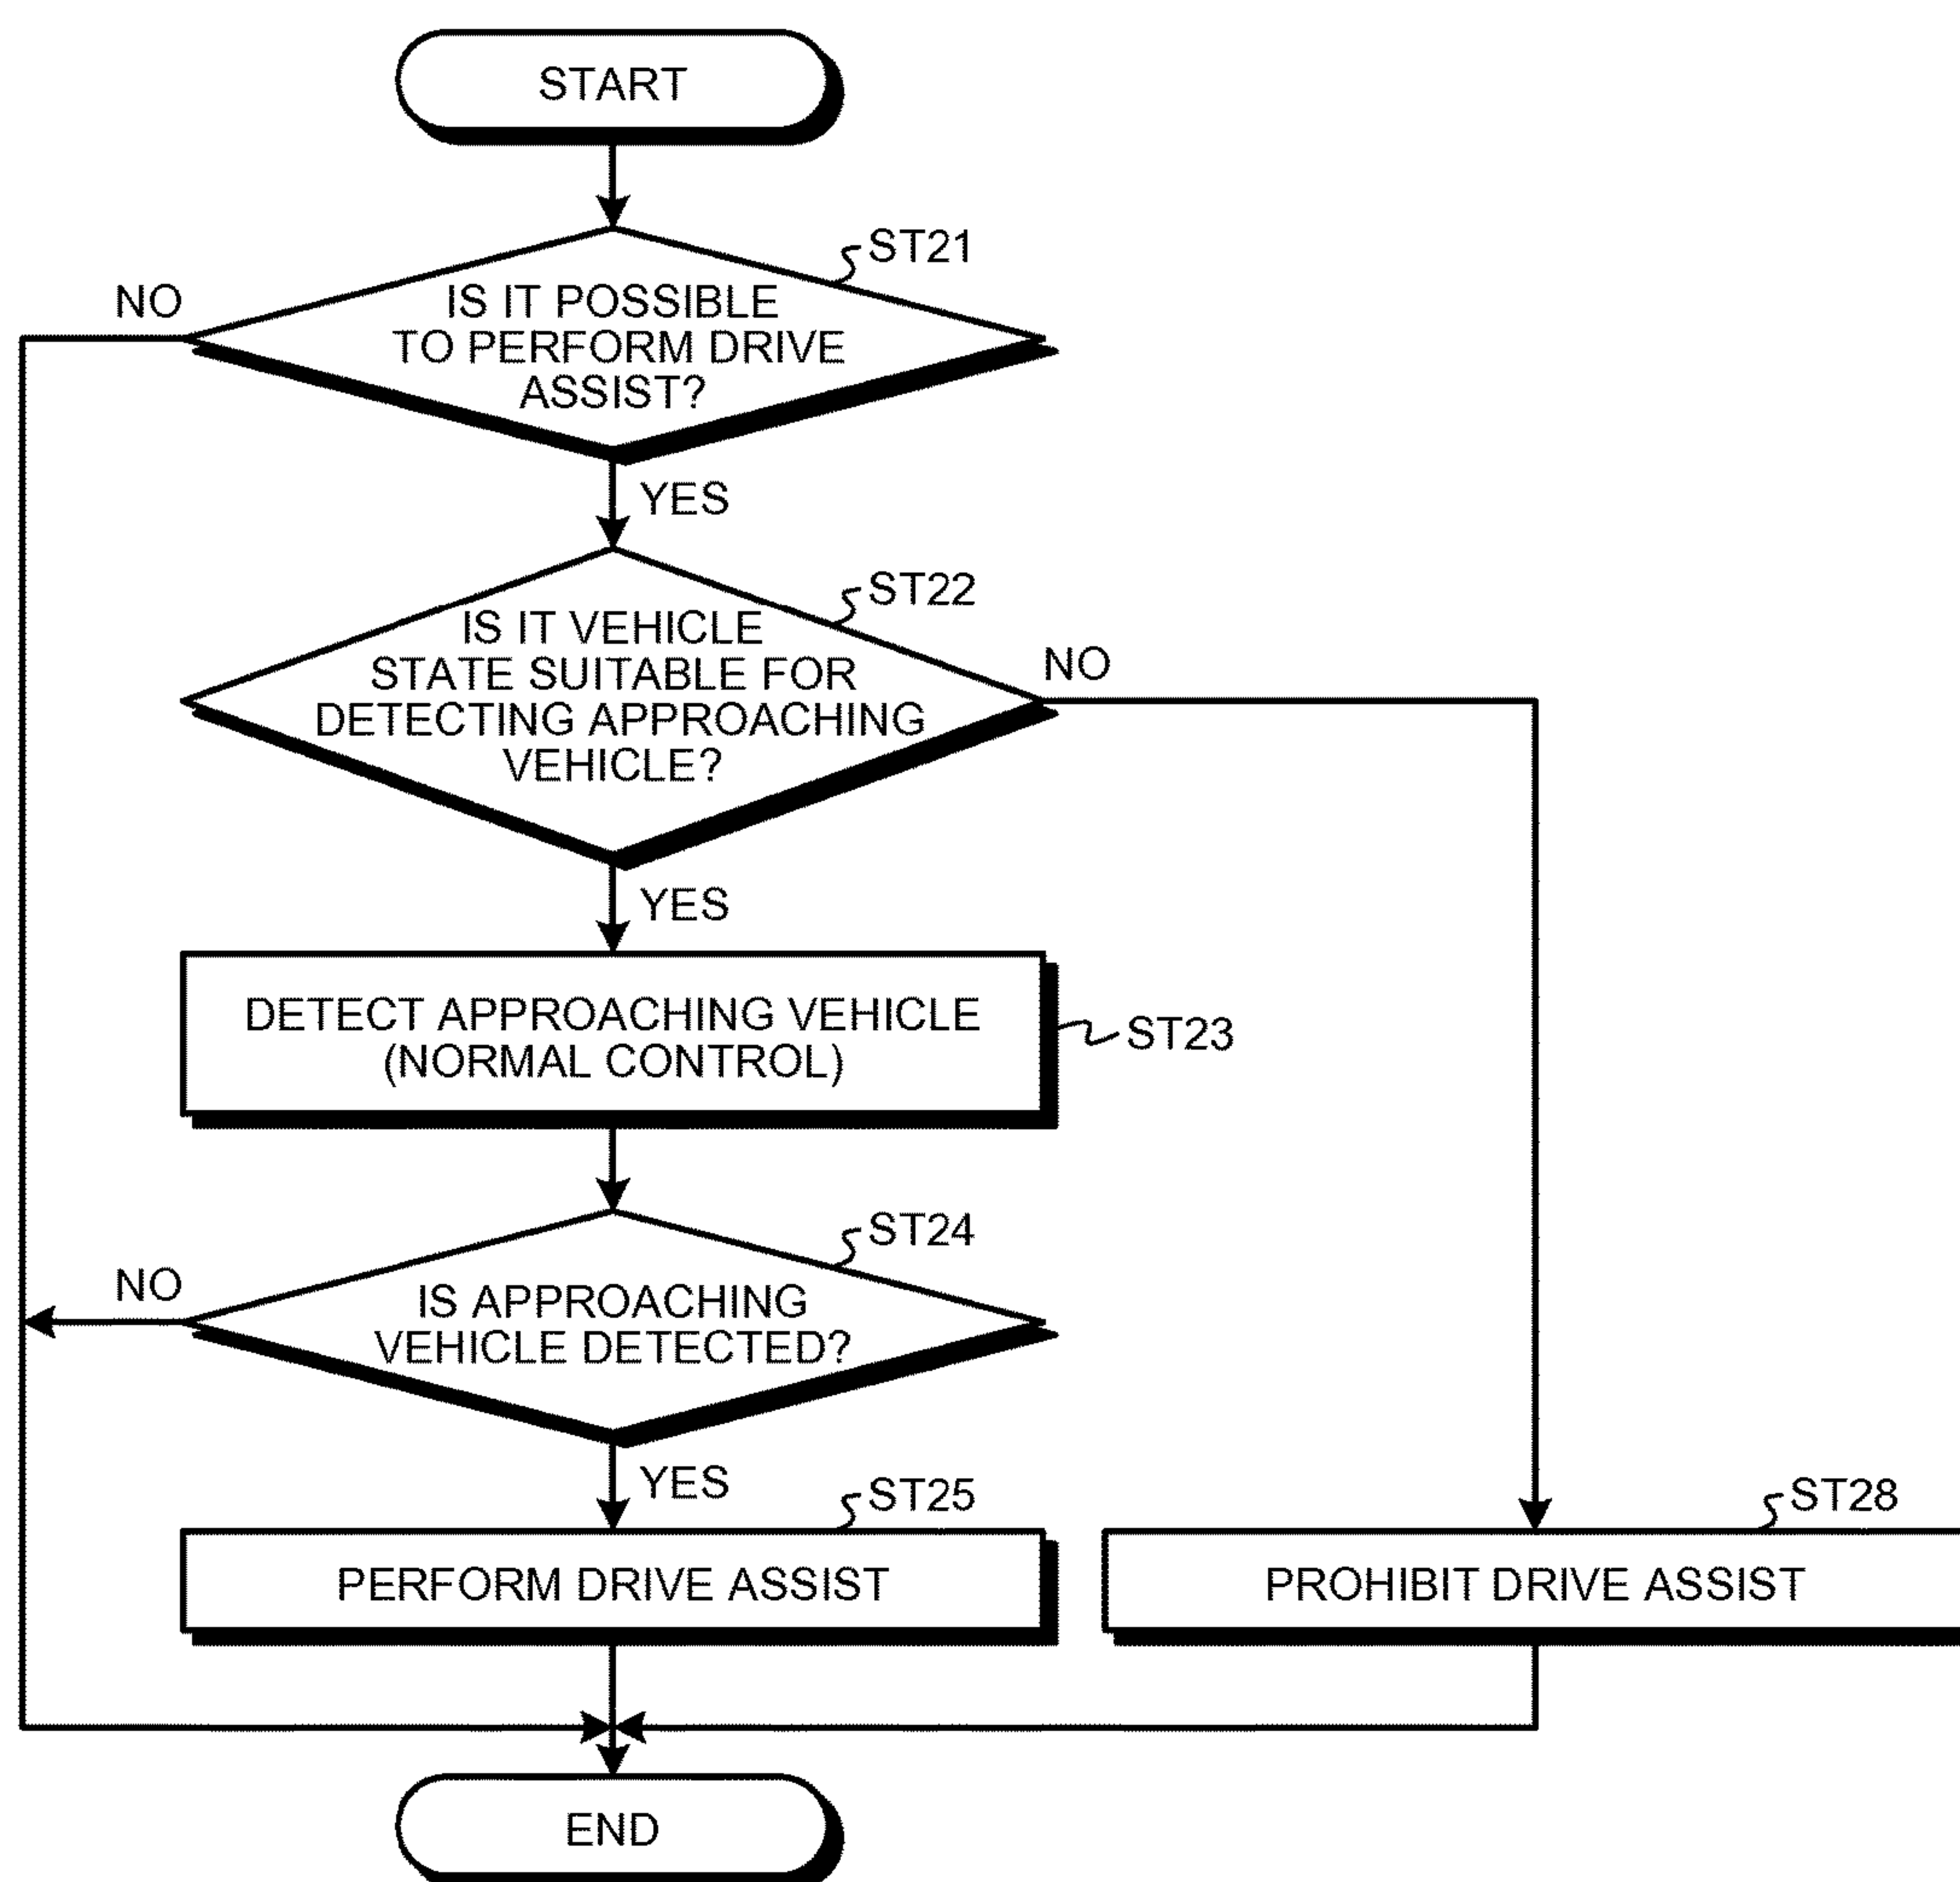 START
ST21
NO
IS IT POSSIBLE
TO PERFORM DRIVE
ASSIST?
YES
ST22
IS IT VEHICLE
STATE SUITABLE FOR
DETECTING APPROACHING
VEHICLE?
NO
YES
DETECT APPROACHING VEHICLE
(NORMAL CONTROL)
ST23
ST24
NO
IS APPROACHING
VEHICLE DETECTED?
YES
ST25
ST28
PERFORM DRIVE ASSIST
PROHIBIT DRIVE ASSIST
END